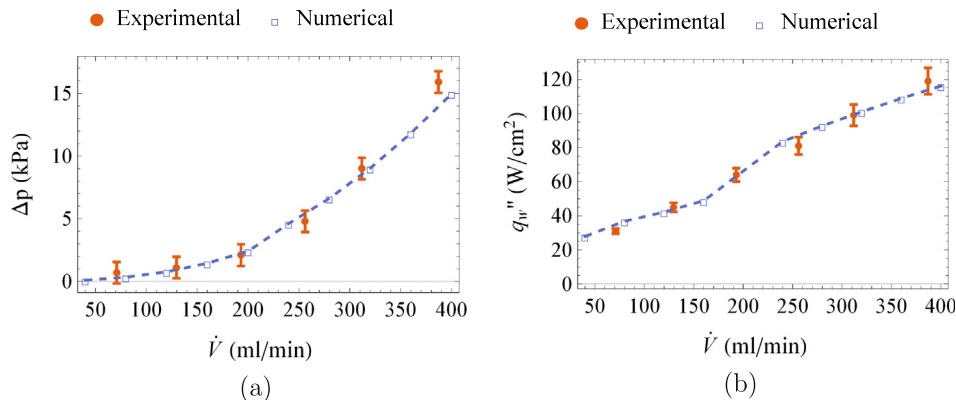 Experimental Numerical
Δp (kPa)
15
10
5
0
50 100 150 200 250 300 350 400
V̇ (ml/min)
(a)
Experimental Numerical
q_w" (W/cm²)
120
100
80
60
40
20
0
50 100 150 200 250 300 350 400
V̇ (ml/min)
(b)